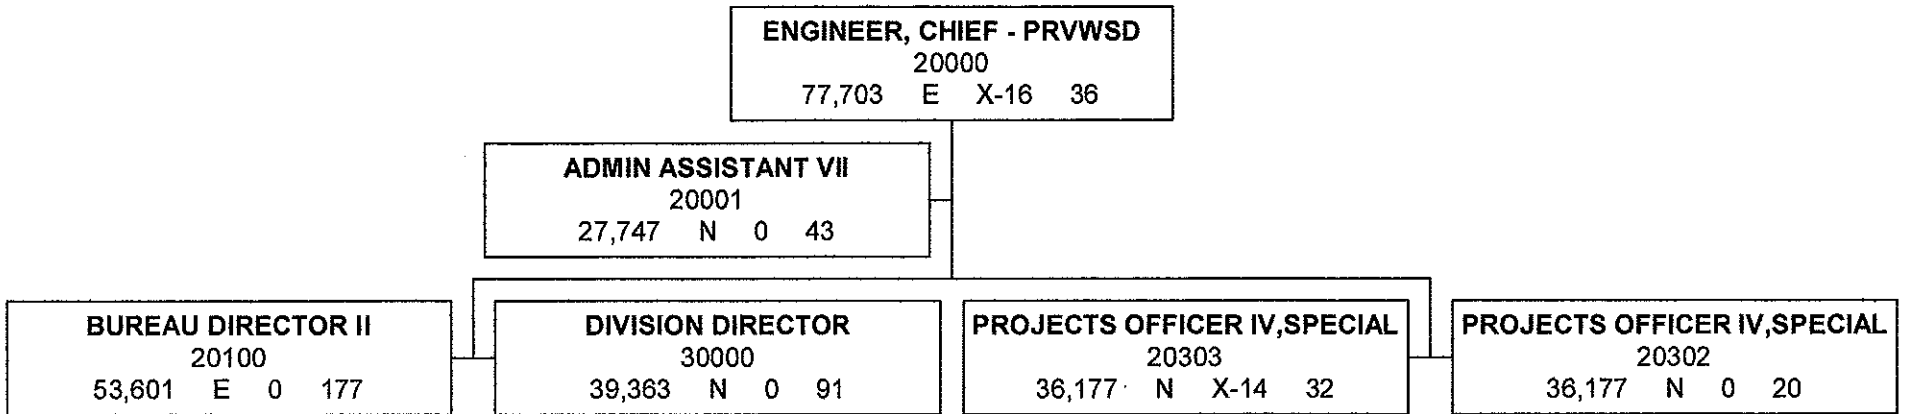 ENGINEER, CHIEF - PRVWSD
20000
77,703 E X-16 36
ADMIN ASSISTANT VII
20001
27,747 N 0 43
BUREAU DIRECTOR II
20100
53,601 E 0 177
DIVISION DIRECTOR
30000
39,363 N 0 91
PROJECTS OFFICER IV,SPECIAL
20303
36,177 N X-14 32
PROJECTS OFFICER IV,SPECIAL
20302
36,177 N 0 20